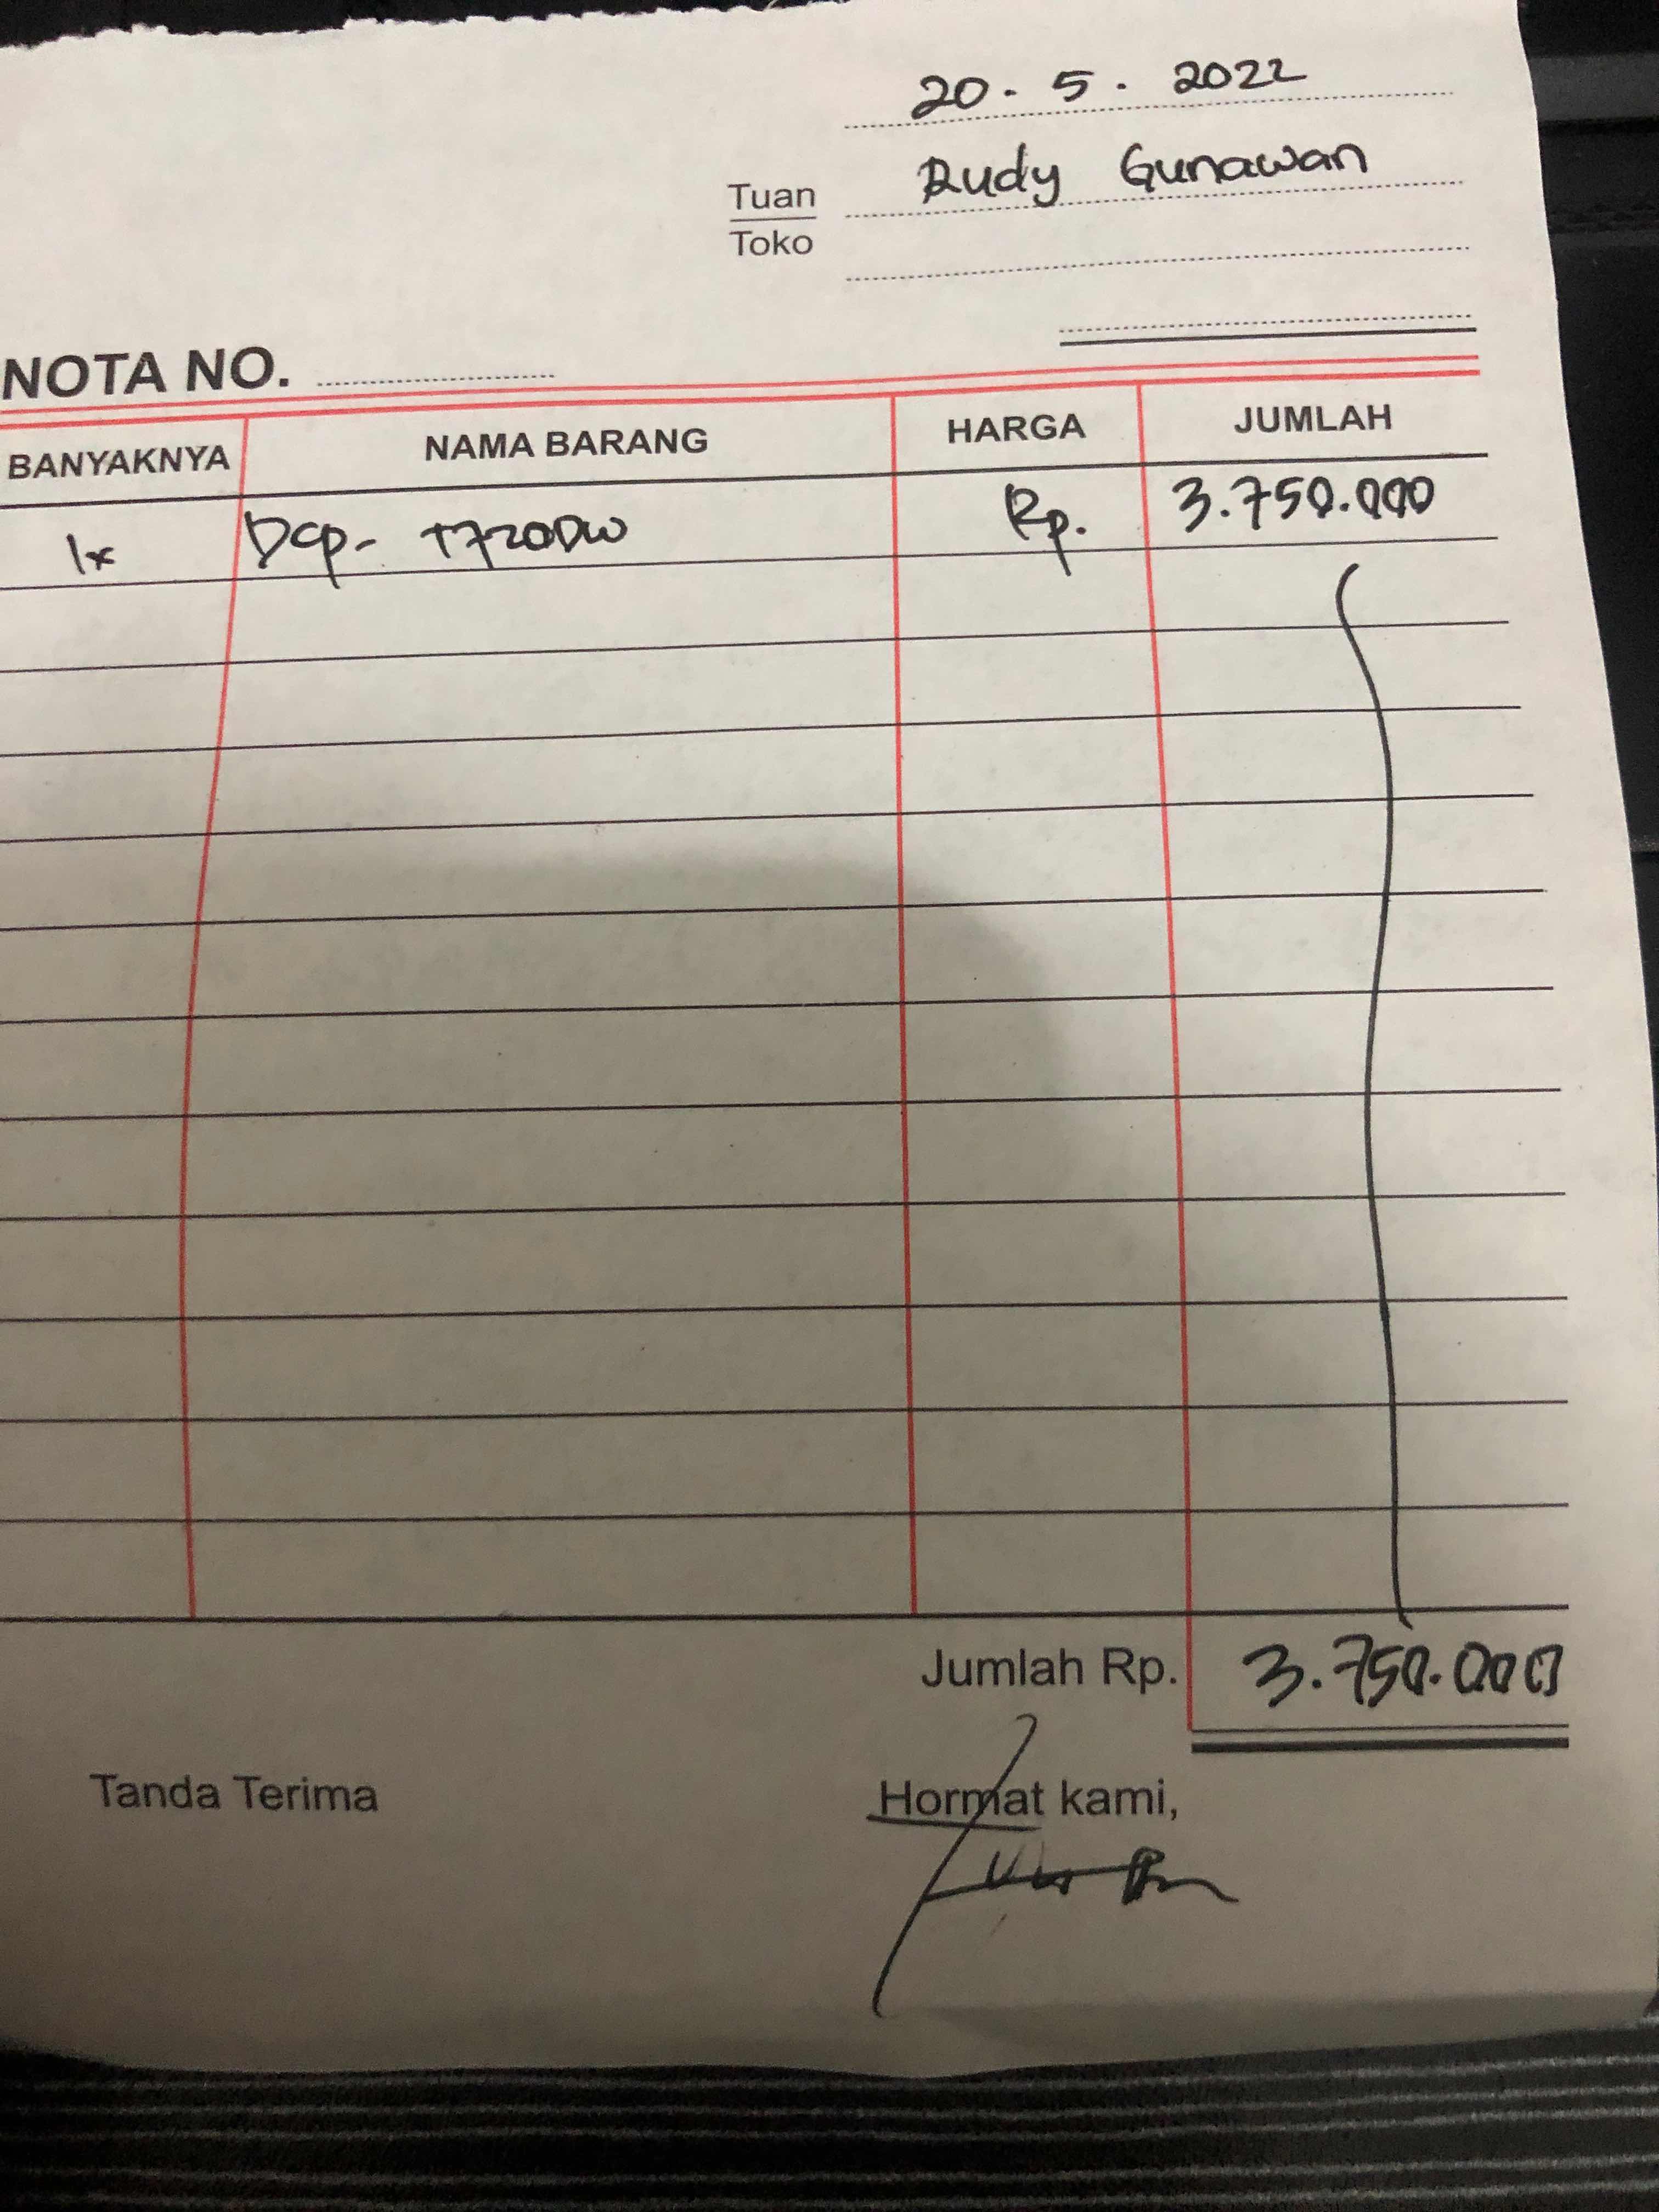 20 . 5 . 2022
Tuan Rudy Gunawan
Toko
NOTA NO.
BANYAKNYA NAMA BARANG HARGA JUMLAH
1x Dcp- T720DW Rp. 3.750.000
Jumlah Rp. 3.750.000
Tanda Terima Hormat kami,